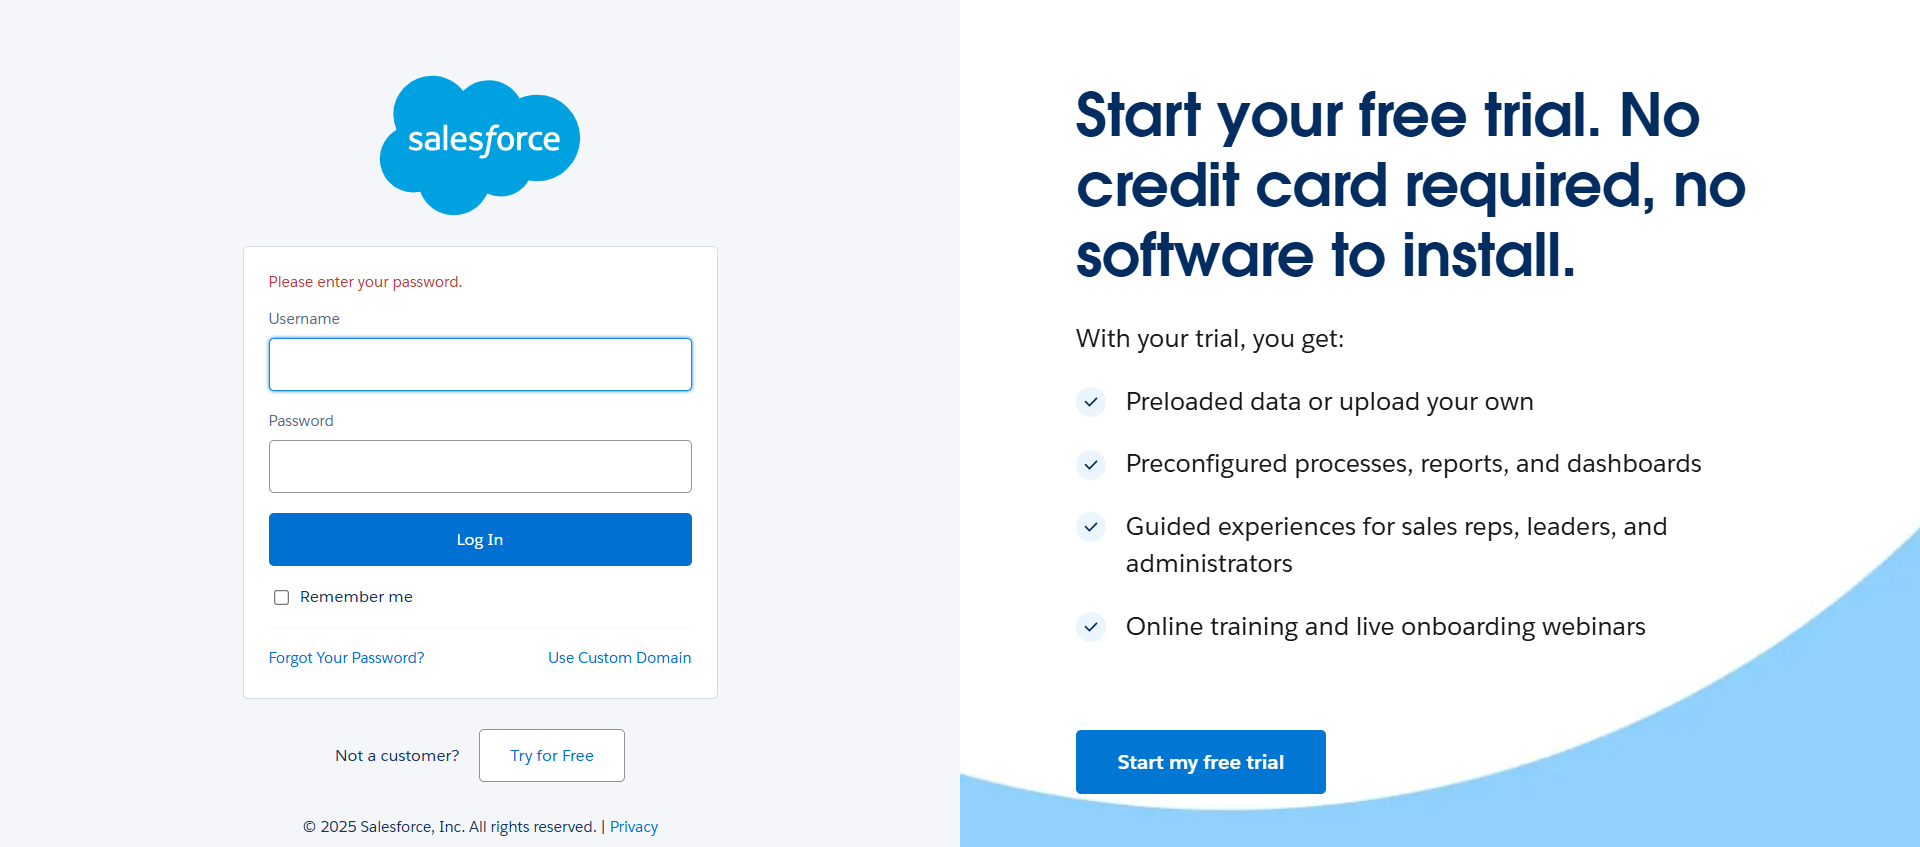 salesforce
Please enter your password.
Username
Password
Log In
Remember me
Forgot Your Password?
Use Custom Domain
Not a customer?
Try for Free
© 2025 Salesforce, Inc. All rights reserved. | Privacy
Start your free trial. No
credit card required, no
software to install.
With your trial, you get:
Preloaded data or upload your own
Preconfigured processes, reports, and dashboards
Guided experiences for sales reps, leaders, and
administrators
Online training and live onboarding webinars
Start my free trial